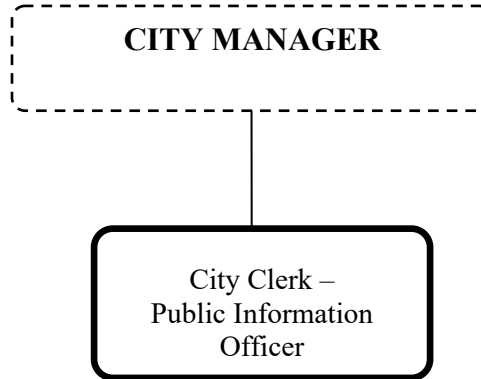 CITY MANAGER
City Clerk –
Public Information
Officer